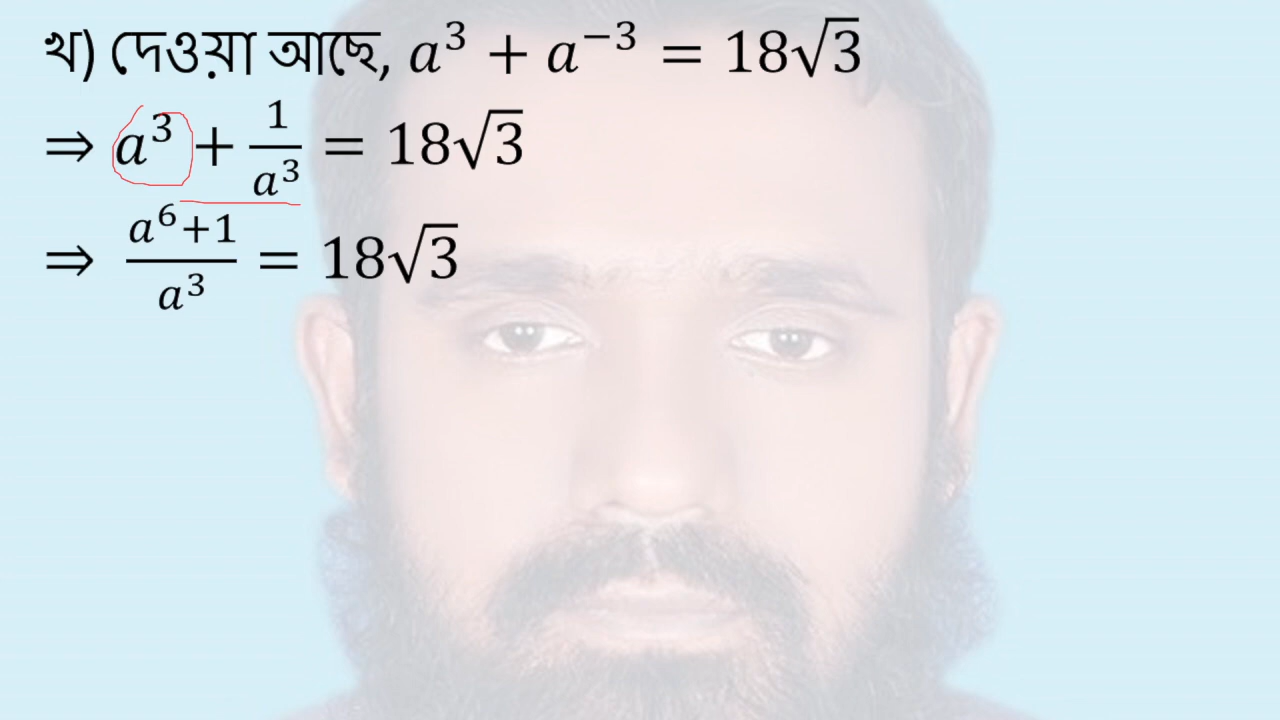 খ) দেওয়া আছে, a³ + a⁻³ = 18√3
⇒ a³ + 1/a³ = 18√3
⇒ (a⁶+1)/a³ = 18√3